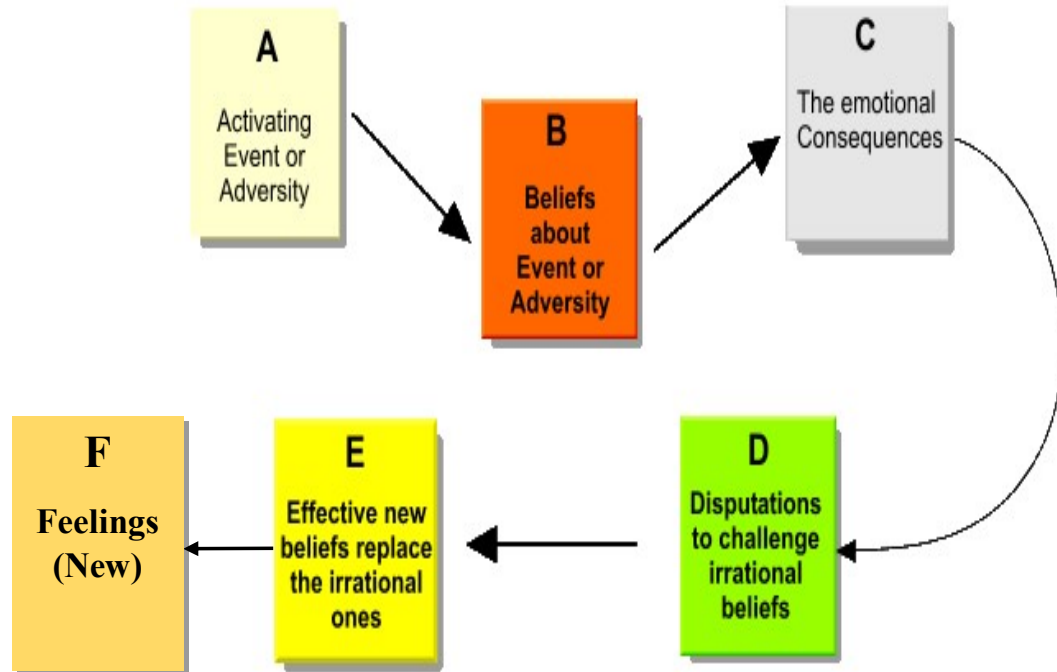 A
Activating
Event or
Adversity
B
Beliefs
about
Event or
Adversity
C
The emotional
Consequences
D
Disputations
to challenge
irrational
beliefs
E
Effective new
beliefs replace
the irrational
ones
F
Feelings
(New)